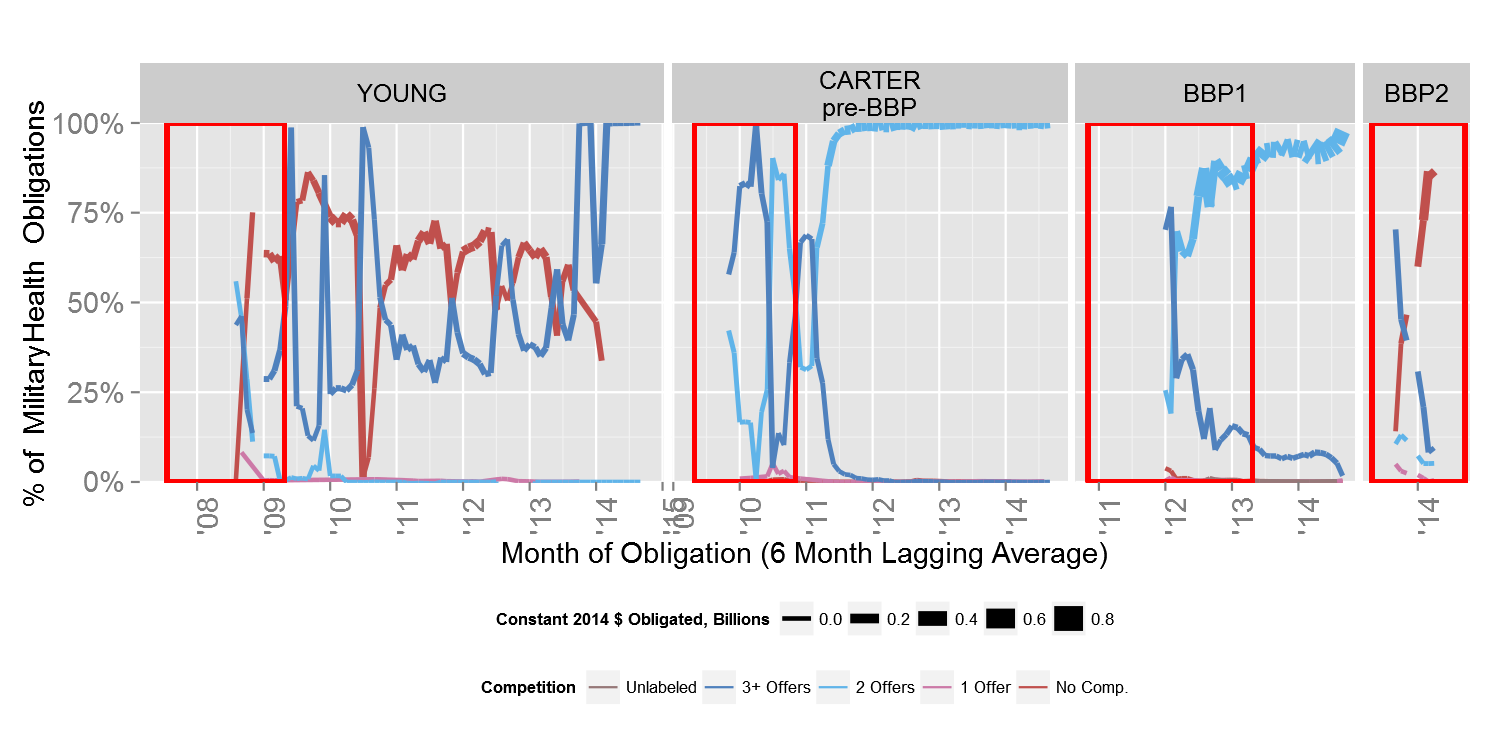 YOUNG
CARTER
pre-BBP
BBP1
BBP2
% of MilitaryHealth Obligations
100%
75%
50%
25%
0%
'08 '09 '10 '11 '12 '13 '14 '15
'09 '10 '11 '12 '13 '14
'11 '12 '13 '14
'14
Month of Obligation (6 Month Lagging Average)
Constant 2014 $ Obligated, Billions 0.0 0.2 0.4 0.6 0.8
Competition Unlabeled 3+ Offers 2 Offers 1 Offer No Comp.